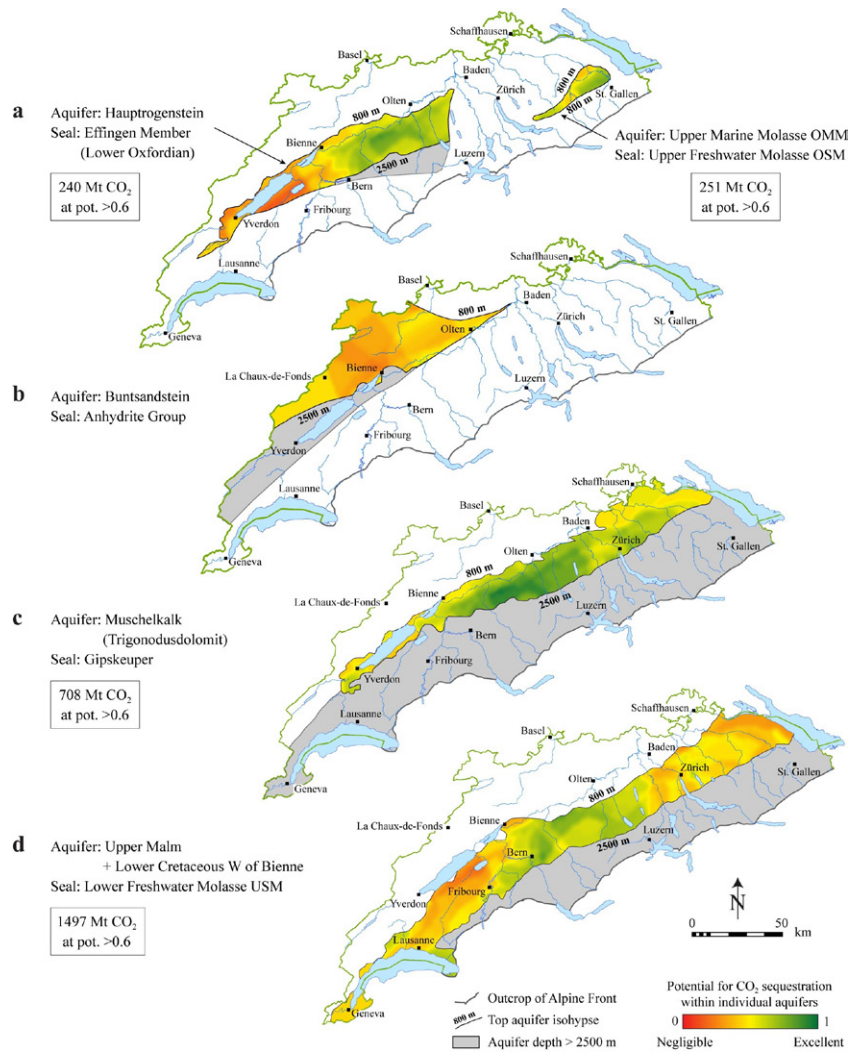 a
Aquifer: Hauptrogenstein
Seal: Effingen Member
(Lower Oxfordian)
240 Mt CO2
at pot. >0.6
Basel
Schaffhausen
Baden
Olten
Zürich
800 m
800 m
800 m
St. Gallen
Bienne
2500 m
Luzern
Bern
Yverdon
Fribourg
Lausanne
Geneva
Aquifer: Upper Marine Molasse OMM
Seal: Upper Freshwater Molasse OSM
251 Mt CO2
at pot. >0.6
b
Aquifer: Buntsandstein
Seal: Anhydrite Group
Schaffhausen
Basel
Baden
800 m
Olten
Zürich
St. Gallen
La Chaux-de-Fonds
Bienne
Luzern
2500 m
Bern
Yverdon
Fribourg
Lausanne
Geneva
c
Aquifer: Muschelkalk
(Trigonodusdolomit)
Seal: Gipskeuper
708 Mt CO2
at pot. >0.6
Schaffhausen
Basel
Baden
Olten
Zürich
St. Gallen
800 m
La Chaux-de-Fonds
Bienne
2500 m
Luzern
Bern
Fribourg
Yverdon
Lausanne
Geneva
d
Aquifer: Upper Malm
+ Lower Cretaceous W of Bienne
Seal: Lower Freshwater Molasse USM
1497 Mt CO2
at pot. >0.6
Schaffhausen
Basel
Baden
Olten
Zürich
St. Gallen
800 m
La Chaux-de-Fonds
Bienne
2500 m
Luzern
Bern
Fribourg
Yverdon
Lausanne
Geneva
N
0 50
km
Outcrop of Alpine Front
800 m Top aquifer isohypse
Aquifer depth > 2500 m
Potential for CO2 sequestration
within individual aquifers
0 1
Negligible Excellent